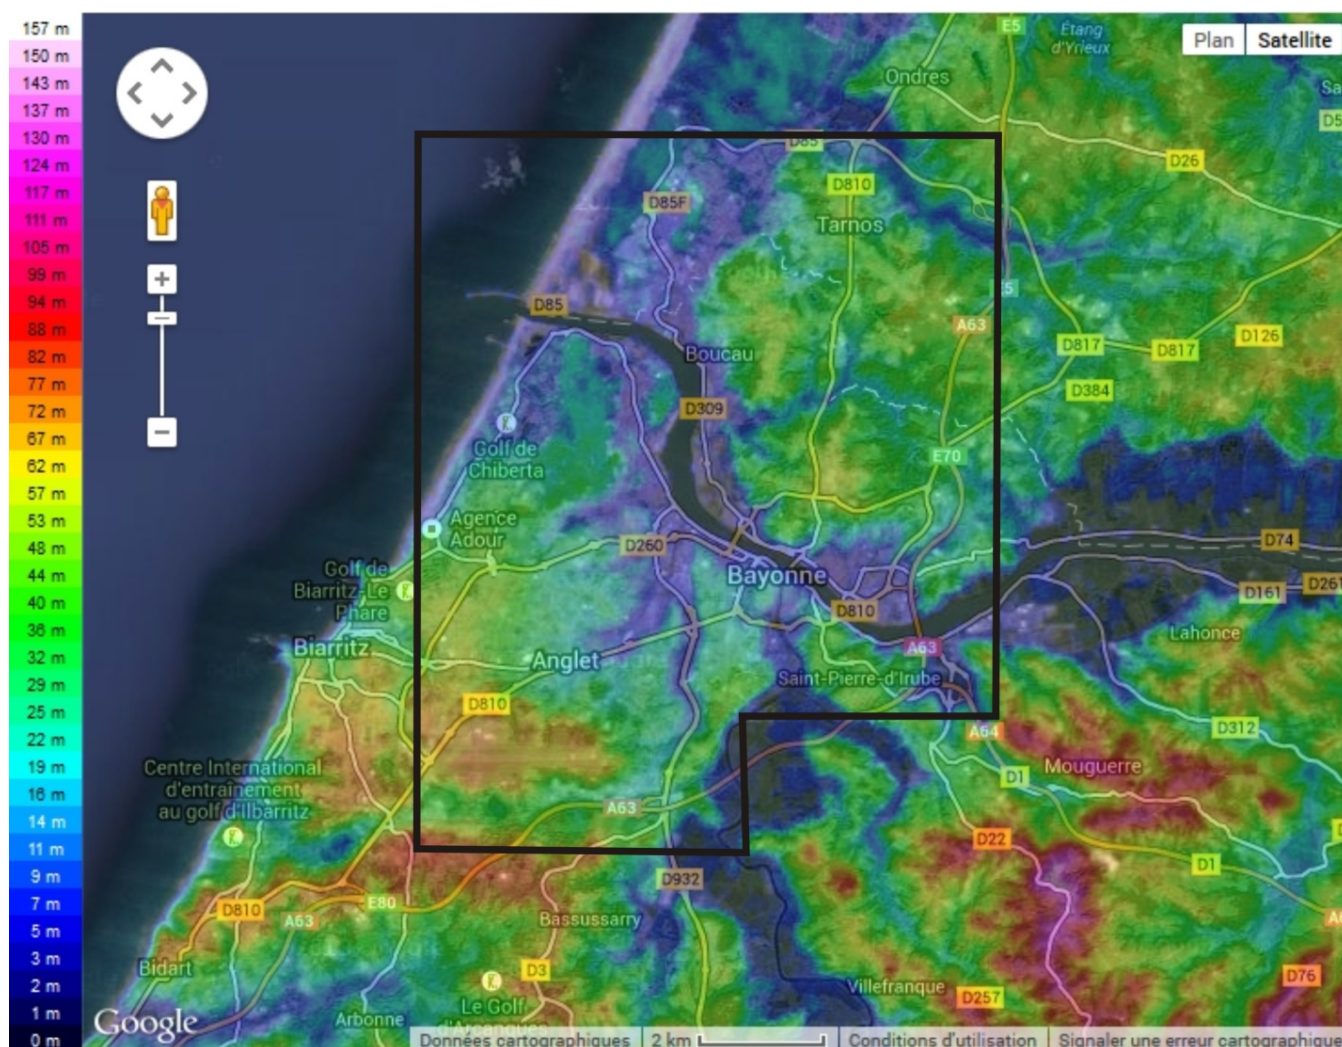 157 m
150 m
143 m
137 m
130 m
124 m
117 m
111 m
105 m
99 m
94 m
88 m
82 m
77 m
72 m
67 m
62 m
57 m
53 m
48 m
44 m
40 m
36 m
32 m
29 m
25 m
22 m
19 m
16 m
14 m
11 m
9 m
7 m
5 m
3 m
2 m
1 m
0 m
Plan
Satellite
E5
Étang
d'Yrieux
Ondres
Sa
D5
D85
D26
D810
D85F
Tarnos
D85
E5
A63
D126
D817
D817
Boucau
D384
D309
Golf de
Chiberta
E70
Agence
Adour
D260
D74
Golf de
Biarritz-Le
Phare
Bayonne
D161
D261
D810
Lahonce
Biarritz
A63
Anglet
Saint-Pierre-d'Irube
D810
D312
A64
Centre International
d'entraînement
au golf d'Ilbarritz
Mouguerre
D1
A63
D22
D1
D932
E80
D810
A63
Bassussarry
Bidart
D3
D76
Le Golf
d'Arcangues
Villefranque
D257
Arbonne
Google
Données cartographiques
2 km
Conditions d'utilisation
Signaler une erreur cartographique